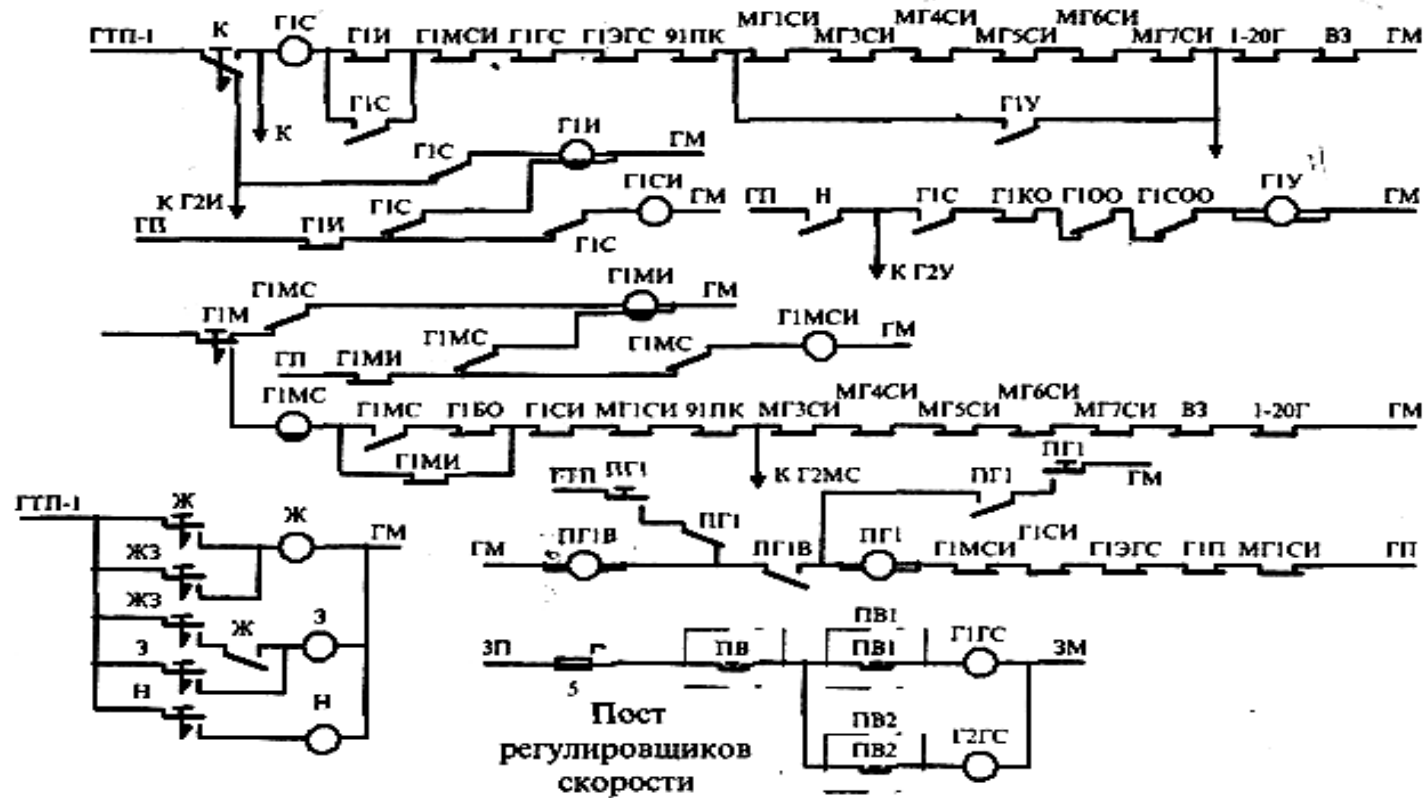 ГТП-1 К Г1С Г1И Г1МСИ Г1ГС Г1ЭГС 91ПК МГ1СИ МГ3СИ МГ4СИ МГ5СИ МГ6СИ МГ7СИ 1-20Г ВЗ ГМ
Г1С Г1У
К
Г1С Г1И ГМ
К Г2И Г1С Г1СИ ГМ ГП Н Г1С Г1КО Г1ОО Г1СОО Г1У ГМ
ГП Г1И Г1С
К Г2У
Г1МС Г1МИ ГМ
Г1М Г1МС Г1МС Г1МСИ ГМ
ГП Г1МИ
Г1МС Г1МС Г1БО Г1СИ МГ1СИ 91ПК МГ3СИ МГ4СИ МГ5СИ МГ6СИ МГ7СИ ВЗ 1-20Г ГМ
Г1МИ К Г2МС
ГТП ПГ1 ПГ1 ПГ1 ГМ
ГТП-1 Ж Ж ГМ
ПГ1
ГМ ПГ1В ПГ1В ПГ1 Г1МСИ Г1СИ Г1ЭГС Г1П МГ1СИ ГП
ЖЗ
ЖЗ Ж З
З
Н Н
ЗП 5 ПВ ПВ1 ПВ1 Г1ГС ЗМ
ПВ2
ПВ2 Г2ГС
Пост
регулировщиков
скорости